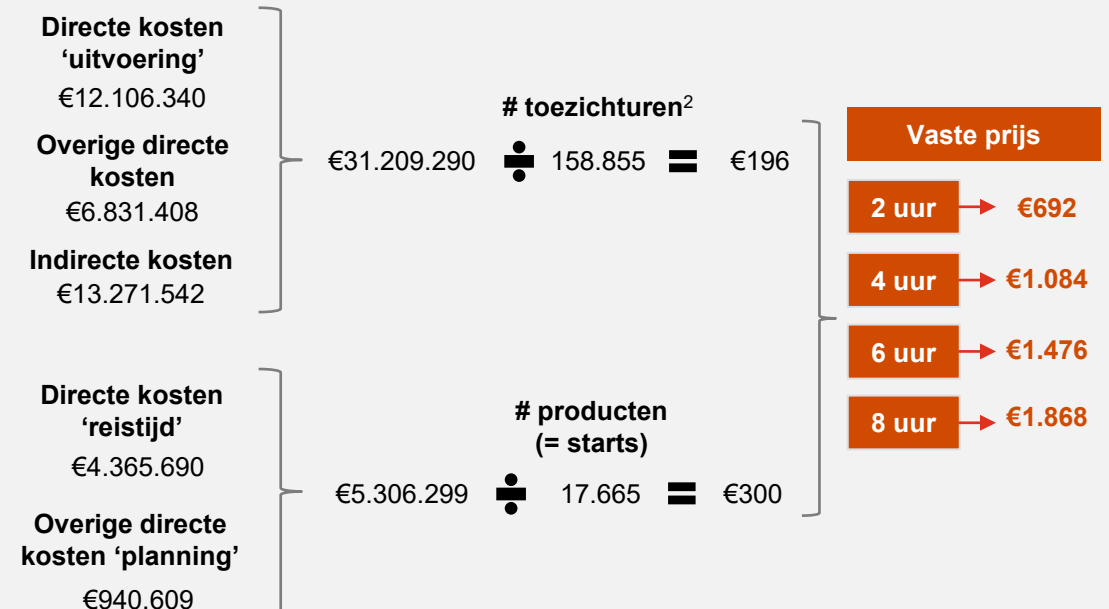 Directe kosten
‘uitvoering’
€12.106.340
Overige directe
kosten
€6.831.408
Indirecte kosten
€13.271.542
# toezichturen2
€31.209.290 ÷ 158.855 = €196
Directe kosten
‘reistijd’
€4.365.690
Overige directe
kosten ‘planning’
€940.609
# producten
(= starts)
€5.306.299 ÷ 17.665 = €300
Vaste prijs
2 uur €692
4 uur €1.084
6 uur €1.476
8 uur €1.868